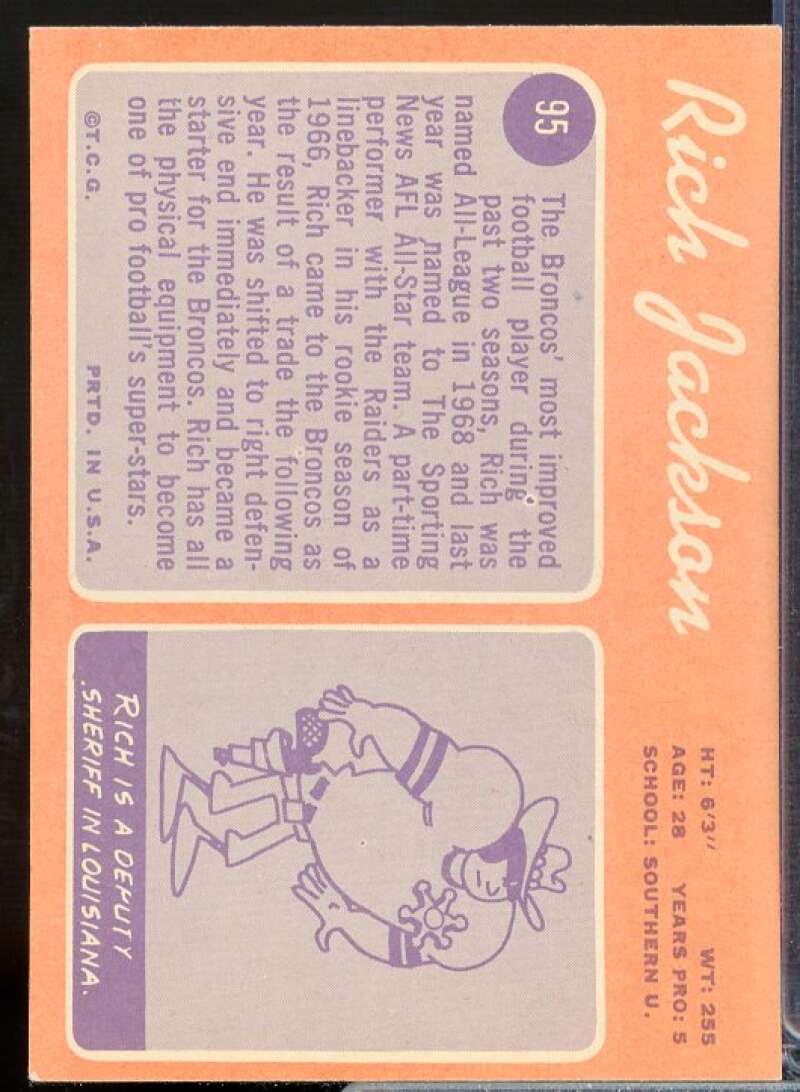 Rich Jackson
HT: 6'3" WT: 255
AGE: 28 YEARS PRO: 5
SCHOOL: SOUTHERN U.
95
The Broncos' most improved
football player during the
past two seasons, Rich was
named All-League in 1968 and last
year was named to The Sporting
News AFL All-Star team. A part-time
performer with the Raiders as a
linebacker in his rookie season of
1966, Rich came to the Broncos as
the result of a trade the following
year. He was shifted to right defen-
sive end immediately and became a
starter for the Broncos. Rich has all
the physical equipment to become
one of pro football's super-stars.
©T.C.G. PRTD. IN U.S.A.
RICH IS A DEPUTY
SHERIFF IN LOUISIANA.